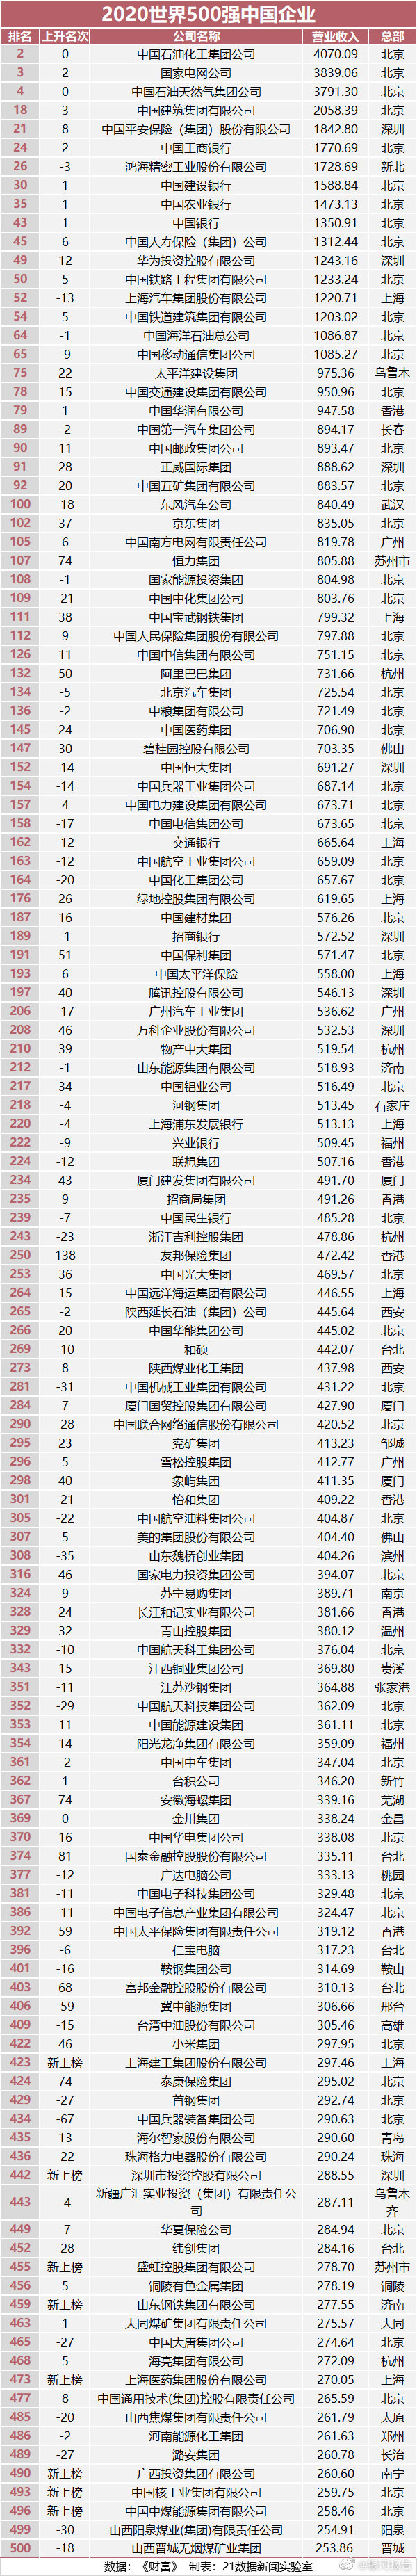 2020世界500强中国企业
排名 上升名次 公司名称 营业收入 总部
2 0 中国石油化工集团公司 4070.09 北京
3 2 国家电网公司 3839.06 北京
4 0 中国石油天然气集团公司 3791.30 北京
18 3 中国建筑集团有限公司 2058.39 北京
21 8 中国平安保险（集团）股份有限公司 1842.80 深圳
24 2 中国工商银行 1770.69 北京
26 -3 鸿海精密工业股份有限公司 1728.69 新北
30 1 中国建设银行 1588.84 北京
35 1 中国农业银行 1473.13 北京
43 1 中国银行 1350.91 北京
45 6 中国人寿保险（集团）公司 1312.44 北京
49 12 华为投资控股有限公司 1243.16 深圳
50 5 中国铁路工程集团有限公司 1233.24 北京
52 -13 上海汽车集团股份有限公司 1220.71 上海
54 5 中国铁道建筑集团有限公司 1203.02 北京
64 -1 中国海洋石油总公司 1086.87 北京
65 -9 中国移动通信集团公司 1085.27 北京
75 22 太平洋建设集团 975.36 乌鲁木
78 15 中国交通建设集团有限公司 950.96 北京
79 1 中国华润有限公司 947.58 香港
89 -2 中国第一汽车集团公司 894.17 长春
90 11 中国邮政集团公司 893.47 北京
91 28 正威国际集团 888.62 深圳
92 20 中国五矿集团有限公司 883.57 北京
100 -18 东风汽车公司 840.49 武汉
102 37 京东集团 835.05 北京
105 6 中国南方电网有限责任公司 819.78 广州
107 74 恒力集团 805.88 苏州市
108 -1 国家能源投资集团 804.98 北京
109 -21 中国中化集团公司 803.76 北京
111 38 中国宝武钢铁集团 799.32 上海
112 9 中国人民保险集团股份有限公司 797.88 北京
126 11 中国中信集团有限公司 751.15 北京
132 50 阿里巴巴集团 731.66 杭州
134 -5 北京汽车集团 725.54 北京
136 -2 中粮集团有限公司 721.49 北京
145 24 中国医药集团 706.90 北京
147 30 碧桂园控股有限公司 703.35 佛山
152 -14 中国恒大集团 691.27 深圳
154 -14 中国兵器工业集团公司 687.14 北京
157 4 中国电力建设集团有限公司 673.71 北京
158 -17 中国电信集团公司 673.65 北京
162 -12 交通银行 665.64 上海
163 -12 中国航空工业集团公司 659.09 北京
164 -20 中国化工集团公司 657.67 北京
176 26 绿地控股集团有限公司 619.65 上海
187 16 中国建材集团 576.26 北京
189 -1 招商银行 572.52 深圳
191 51 中国保利集团 571.47 北京
193 6 中国太平洋保险 558.00 上海
197 40 腾讯控股有限公司 546.13 深圳
206 -17 广州汽车工业集团 536.62 广州
208 46 万科企业股份有限公司 532.53 深圳
210 39 物产中大集团 519.54 杭州
212 -1 山东能源集团有限公司 518.93 济南
217 34 中国铝业公司 516.49 北京
218 -4 河钢集团 513.45 石家庄
220 -4 上海浦东发展银行 513.13 上海
222 -9 兴业银行 509.45 福州
224 -12 联想集团 507.16 香港
234 43 厦门建发集团有限公司 491.70 厦门
235 9 招商局集团 491.26 香港
239 -7 中国民生银行 485.28 北京
243 -23 浙江吉利控股集团 478.86 杭州
250 138 友邦保险集团 472.42 香港
253 36 中国光大集团 469.57 北京
264 15 中国远洋海运集团有限公司 446.55 上海
265 -2 陕西延长石油（集团）公司 445.64 西安
266 20 中国华能集团公司 445.02 北京
269 -10 和硕 442.07 台北
273 8 陕西煤业化工集团 437.98 西安
281 -31 中国机械工业集团有限公司 431.22 北京
284 7 厦门国贸控股集团有限公司 427.90 厦门
290 -28 中国联合网络通信股份有限公司 420.52 北京
295 23 兖矿集团 413.23 邹城
296 5 雪松控股集团 412.77 广州
298 40 象屿集团 411.35 厦门
301 -21 怡和集团 409.22 香港
305 -22 中国航空油料集团公司 404.87 北京
307 5 美的集团股份有限公司 404.40 佛山
308 -35 山东魏桥创业集团 404.26 滨州
316 46 国家电力投资集团公司 394.07 北京
324 9 苏宁易购集团 389.71 南京
328 24 长江和记实业有限公司 381.66 香港
329 32 青山控股集团 380.12 温州
332 -10 中国航天科工集团公司 376.04 北京
343 15 江西铜业集团公司 369.80 贵溪
351 -11 江苏沙钢集团 364.88 张家港
352 -29 中国航天科技集团公司 362.09 北京
353 11 中国能源建设集团 361.11 北京
354 14 阳光龙净集团有限公司 359.09 福州
361 -2 中国中车集团 347.04 北京
362 1 台积公司 346.20 新竹
367 74 安徽海螺集团 339.16 芜湖
369 0 金川集团 338.24 金昌
370 16 中国华电集团公司 338.08 北京
374 81 国泰金融控股股份有限公司 335.11 台北
377 -12 广达电脑公司 333.13 桃园
381 -11 中国电子科技集团公司 329.48 北京
386 -11 中国电子信息产业集团有限公司 324.47 北京
392 59 中国太平保险集团有限责任公司 319.12 香港
396 -6 仁宝电脑 317.23 台北
401 -16 鞍钢集团公司 314.69 鞍山
403 68 富邦金融控股股份有限公司 310.13 台北
406 -59 冀中能源集团 306.66 邢台
409 -15 台湾中油股份有限公司 305.46 高雄
422 46 小米集团 297.95 北京
423 新上榜 上海建工集团股份有限公司 297.46 上海
424 74 泰康保险集团 295.02 北京
429 -27 首钢集团 292.74 北京
434 -67 中国兵器装备集团公司 290.63 北京
435 13 海尔智家股份有限公司 290.60 青岛
436 -22 珠海格力电器股份有限公司 290.24 珠海
442 新上榜 深圳市投资控股有限公司 288.55 深圳
443 -4 新疆广汇实业投资（集团）有限责任公司 287.11 乌鲁木齐
449 -7 华夏保险公司 284.94 北京
452 -28 纬创集团 284.16 台北
455 新上榜 盛虹控股集团有限公司 278.70 苏州市
456 5 铜陵有色金属集团 278.19 铜陵
459 新上榜 山东钢铁集团有限公司 277.55 济南
463 1 大同煤矿集团有限责任公司 275.57 大同
465 -27 中国大唐集团公司 274.64 北京
468 5 海亮集团有限公司 272.09 杭州
473 新上榜 上海医药集团股份有限公司 270.05 上海
477 8 中国通用技术(集团)控股有限责任公司 265.59 北京
485 -20 山西焦煤集团有限责任公司 261.79 太原
486 -2 河南能源化工集团 261.63 郑州
489 -27 潞安集团 260.78 长治
490 新上榜 广西投资集团有限公司 260.60 南宁
493 新上榜 中国核工业集团有限公司 259.75 北京
496 新上榜 中国中煤能源集团有限公司 258.46 北京
499 -30 山西阳泉煤业(集团)有限责任公司 254.91 阳泉
500 -18 山西晋城无烟煤矿业集团 253.86 晋城
数据：《财富》 制表：21数据新闻实验室